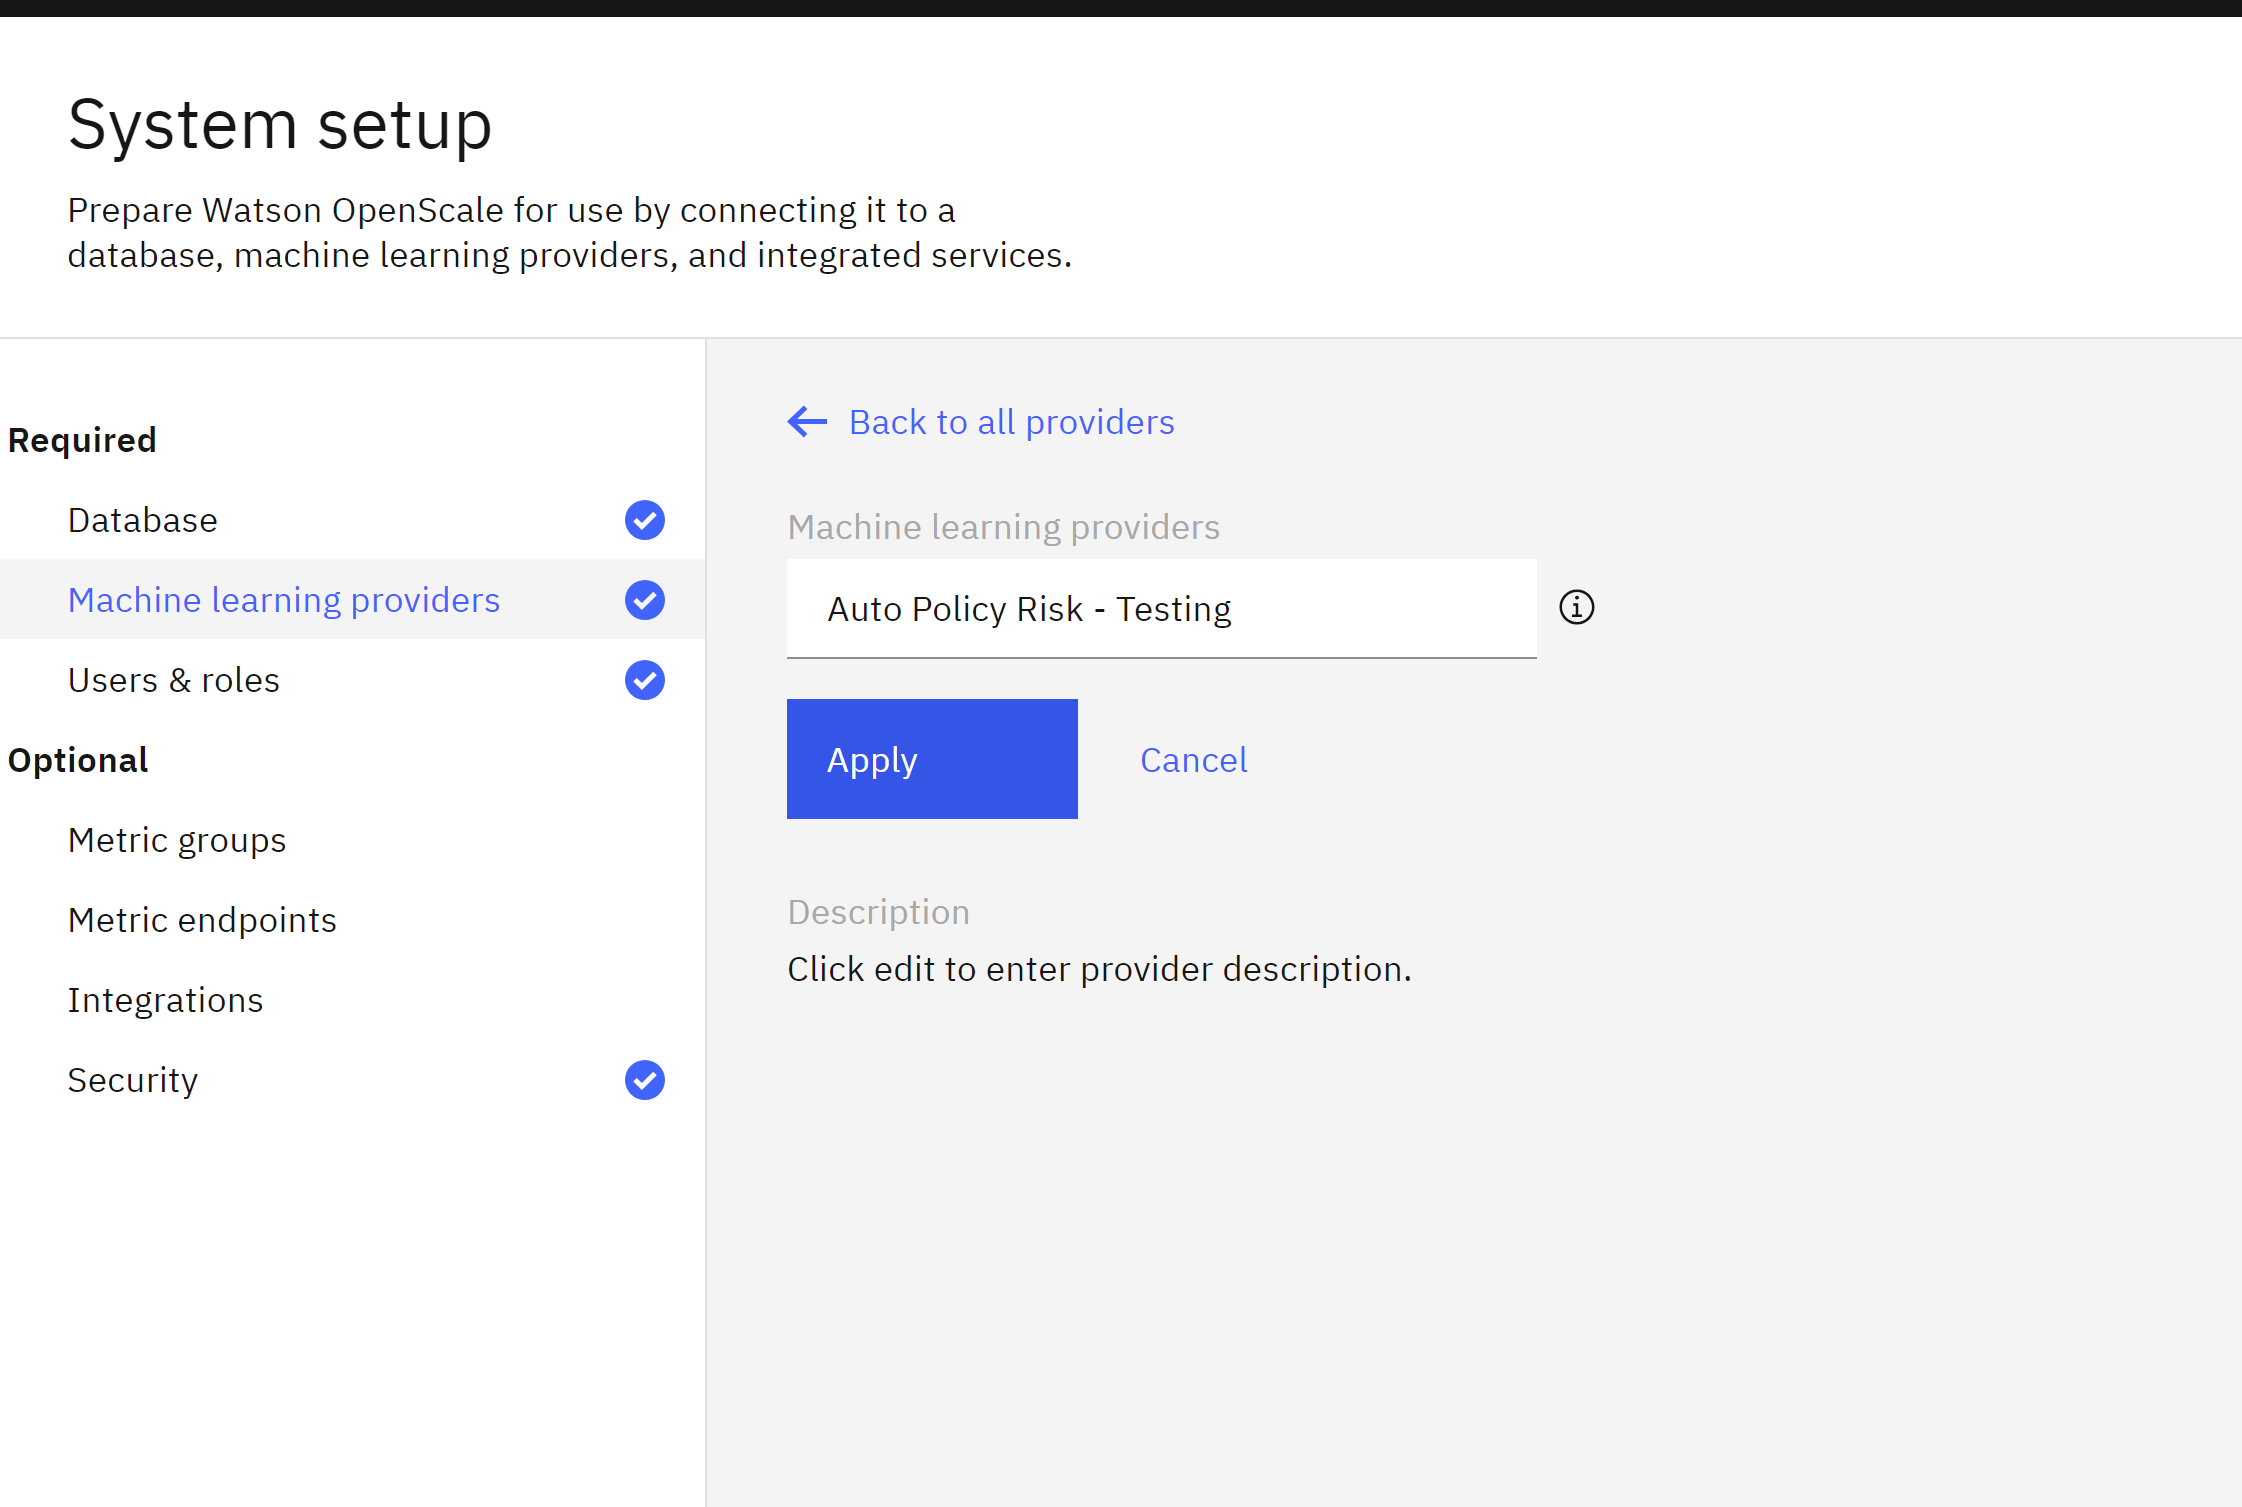 System setup
Prepare Watson OpenScale for use by connecting it to a
database, machine learning providers, and integrated services.
Required
Database
Machine learning providers
Users & roles
Optional
Metric groups
Metric endpoints
Integrations
Security
Back to all providers
Machine learning providers
Auto Policy Risk - Testing
Apply
Cancel
Description
Click edit to enter provider description.